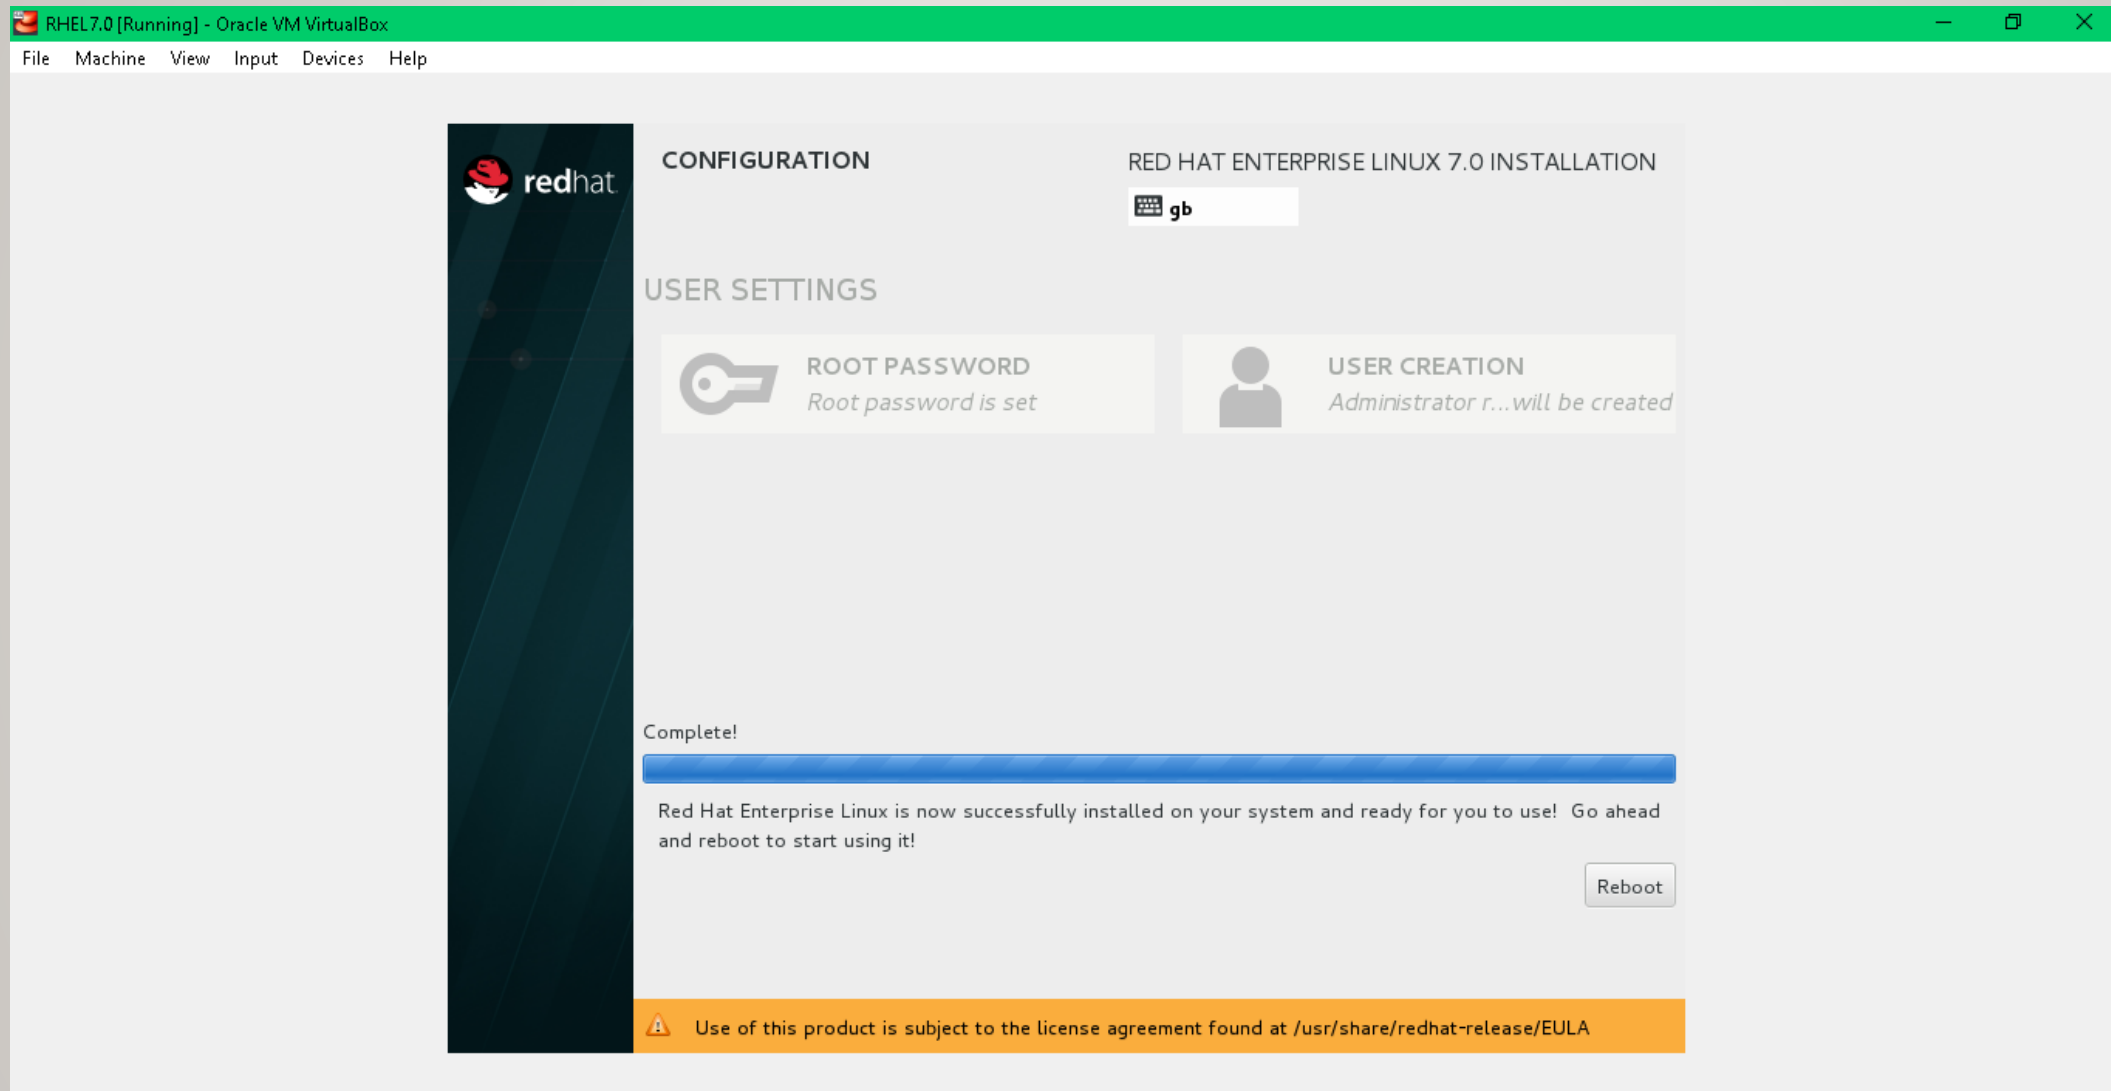 RHEL7.0 [Running] - Oracle VM VirtualBox
File Machine View Input Devices Help
redhat.
CONFIGURATION
RED HAT ENTERPRISE LINUX 7.0 INSTALLATION
gb
USER SETTINGS
ROOT PASSWORD
Root password is set
USER CREATION
Administrator r...will be created
Complete!
Red Hat Enterprise Linux is now successfully installed on your system and ready for you to use! Go ahead
and reboot to start using it!
Reboot
Use of this product is subject to the license agreement found at /usr/share/redhat-release/EULA